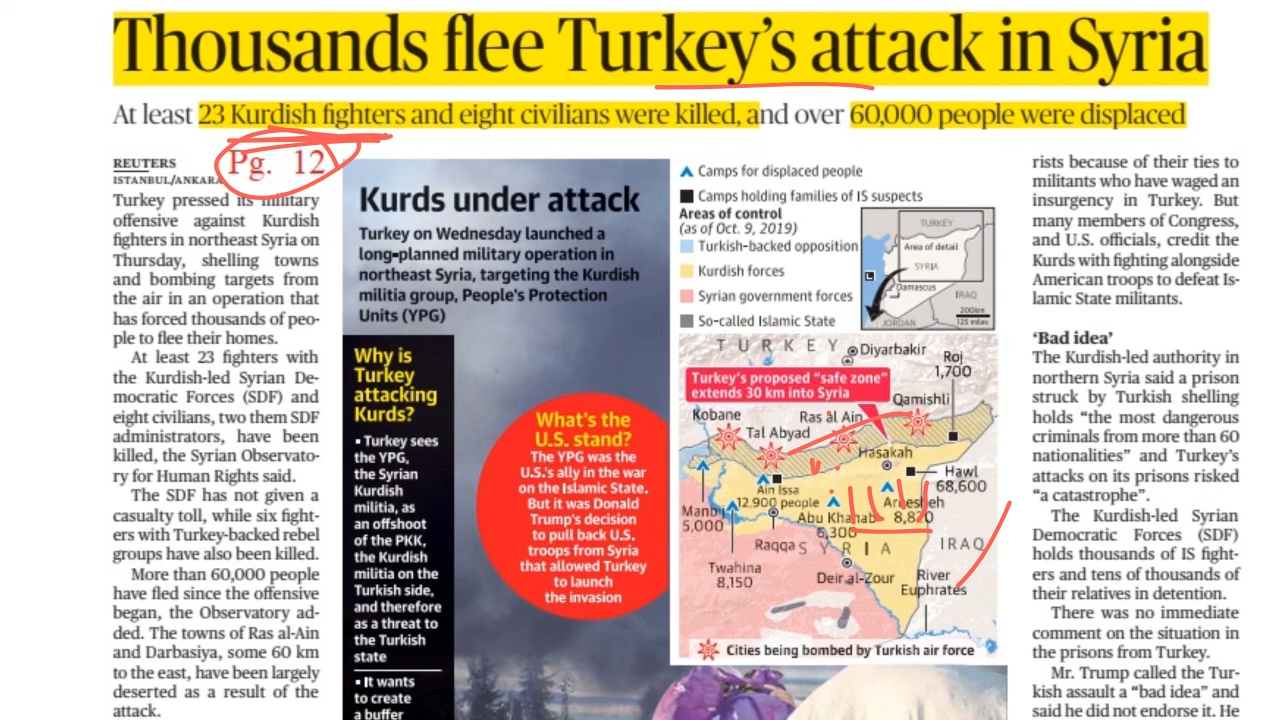 Thousands flee Turkey's attack in Syria
At least 23 Kurdish fighters and eight civilians were killed, and over 60,000 people were displaced
REUTERS
ISTANBUL/ANKARA
Pg. 12
Turkey pressed its military
offensive against Kurdish
fighters in northeast Syria on
Thursday, shelling towns
and bombing targets from
the air in an operation that
has forced thousands of peo-
ple to flee their homes.
At least 23 fighters with
the Kurdish-led Syrian De-
mocratic Forces (SDF) and
eight civilians, two them SDF
administrators, have been
killed, the Syrian Observato-
ry for Human Rights said.
The SDF has not given a
casualty toll, while six fight-
ers with Turkey-backed rebel
groups have also been killed.
More than 60,000 people
have fled since the offensive
began, the Observatory ad-
ded. The towns of Ras al-Ain
and Darbasiya, some 60 km
to the east, have been largely
deserted as a result of the
attack.
Kurds under attack
Turkey on Wednesday launched a
long-planned military operation in
northeast Syria, targeting the Kurdish
militia group, People's Protection
Units (YPG)
Why is
Turkey
attacking
Kurds?
▪ Turkey sees
the YPG,
the Syrian
Kurdish
militia, as
an offshoot
of the PKK,
the Kurdish
militia on the
Turkish side,
and therefore
as a threat to
the Turkish
state
▪ It wants
to create
a buffer
What's the
U.S. stand?
The YPG was the
U.S.'s ally in the war
on the Islamic State.
But it was Donald
Trump's decision
to pull back U.S.
troops from Syria
that allowed Turkey
to launch
the invasion
Camps for displaced people
Camps holding families of IS suspects
Areas of control
(as of Oct. 9, 2019)
Turkish-backed opposition
Kurdish forces
Syrian government forces
So-called Islamic State
TURKEY
Area of detail
SYRIA
L
Damascus
IRAQ
JORDAN
200km
125 miles
TURKEY
Diyarbakir
Roj
1,700
Turkey's proposed "safe zone"
extends 30 km into Syria
Qamishli
Kobane
Ras al Ain
Tal Abyad
Hasakah
Hawl
68,600
Ain Issa
12,900 people
Manbij
5,000
Areesheh
8,820
Abu Khahab
6,300
Raqqa
SYRIA
IRAQ
Twahina
8,150
Deir al-Zour
River
Euphrates
Cities being bombed by Turkish air force
rists because of their ties to
militants who have waged an
insurgency in Turkey. But
many members of Congress,
and U.S. officials, credit the
Kurds with fighting alongside
American troops to defeat Is-
lamic State militants.
'Bad idea'
The Kurdish-led authority in
northern Syria said a prison
struck by Turkish shelling
holds "the most dangerous
criminals from more than 60
nationalities" and Turkey's
attacks on its prisons risked
"a catastrophe".
The Kurdish-led Syrian
Democratic Forces (SDF)
holds thousands of IS fight-
ers and tens of thousands of
their relatives in detention.
There was no immediate
comment on the situation in
the prisons from Turkey.
Mr. Trump called the Tur-
kish assault a "bad idea" and
said he did not endorse it. He